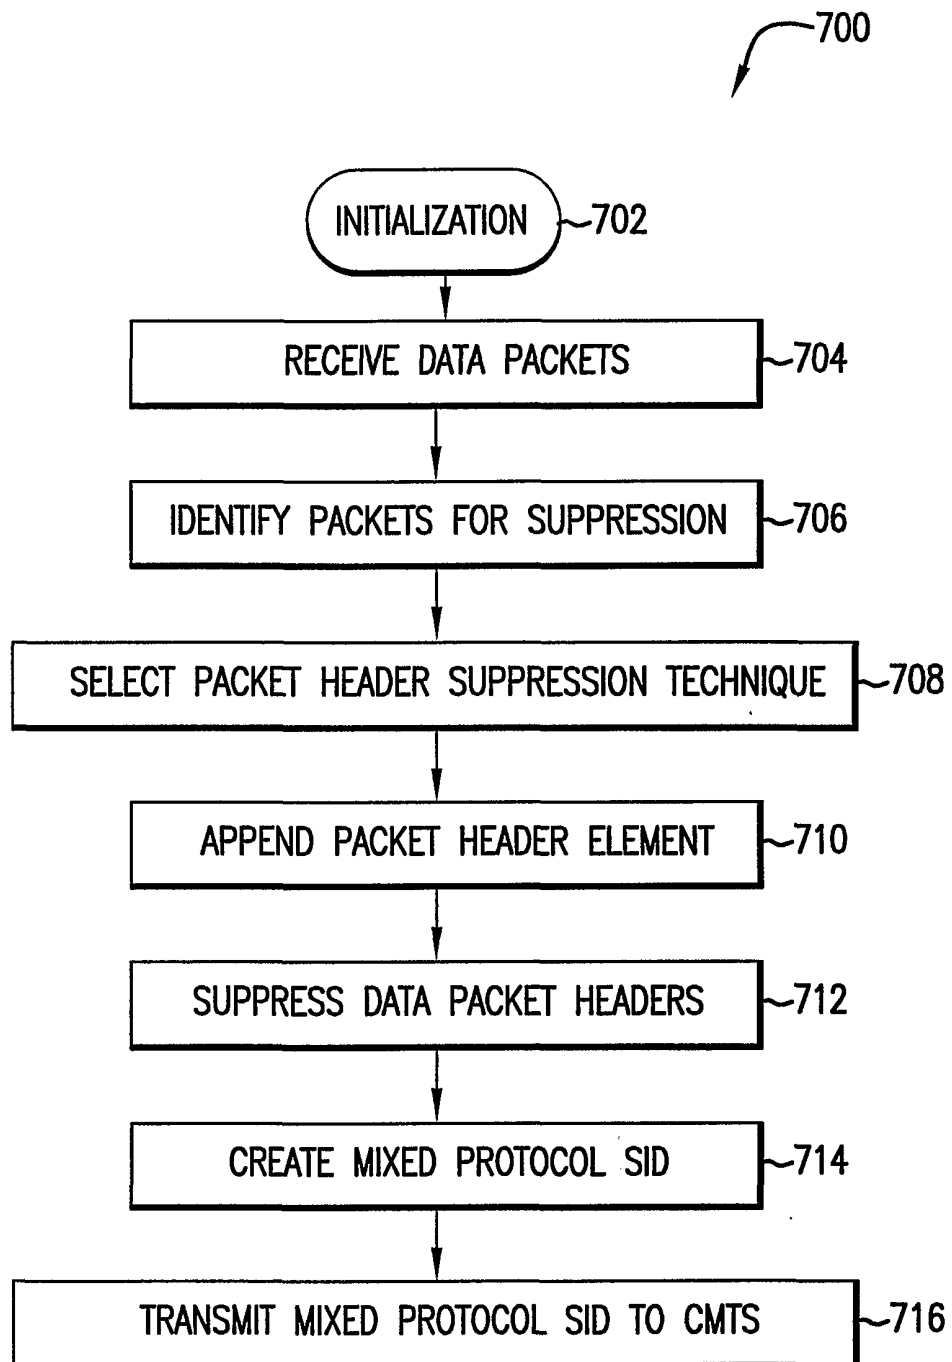 700
INITIALIZATION 702
RECEIVE DATA PACKETS 704
IDENTIFY PACKETS FOR SUPPRESSION 706
SELECT PACKET HEADER SUPPRESSION TECHNIQUE 708
APPEND PACKET HEADER ELEMENT 710
SUPPRESS DATA PACKET HEADERS 712
CREATE MIXED PROTOCOL SID 714
TRANSMIT MIXED PROTOCOL SID TO CMTS 716